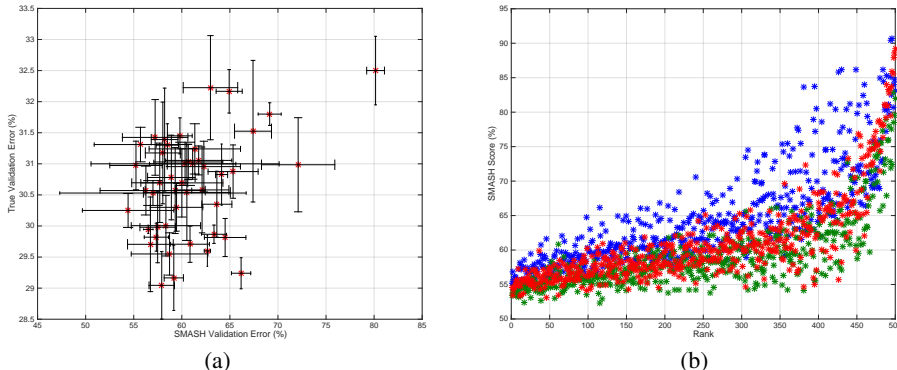 33.5
33
32.5
32
31.5
31
30.5
30
29.5
29
28.5
True Validation Error (%)
45 50 55 60 65 70 75 80 85
SMASH Validation Error (%)
(a)
95
90
85
80
75
70
65
60
55
50
SMASH Score (%)
0 50 100 150 200 250 300 350 400 450 500
Rank
(b)